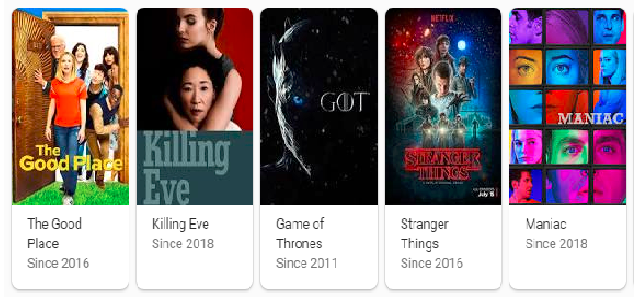 The
Good Place
The Good
Place
Since 2016
Killing
Eve
Killing Eve
Since 2018
GOT
Game of
Thrones
Since 2011
NETFLIX
STRANGER
THINGS
July 15
Stranger
Things
Since 2016
MANIAC
Maniac
Since 2018